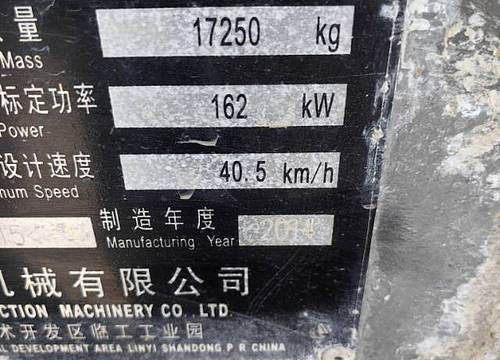 量 17250 kg
Mass
标定功率 162 kW
Power
设计速度 40.5 km/h
mum Speed
制造年度 2014
Manufacturing Year
机械有限公司
CTION MACHINERY CO. LTD.
术开发区临工工业园
L DEVELOPMENT AREA LINYI SHANDONG P R CHINA